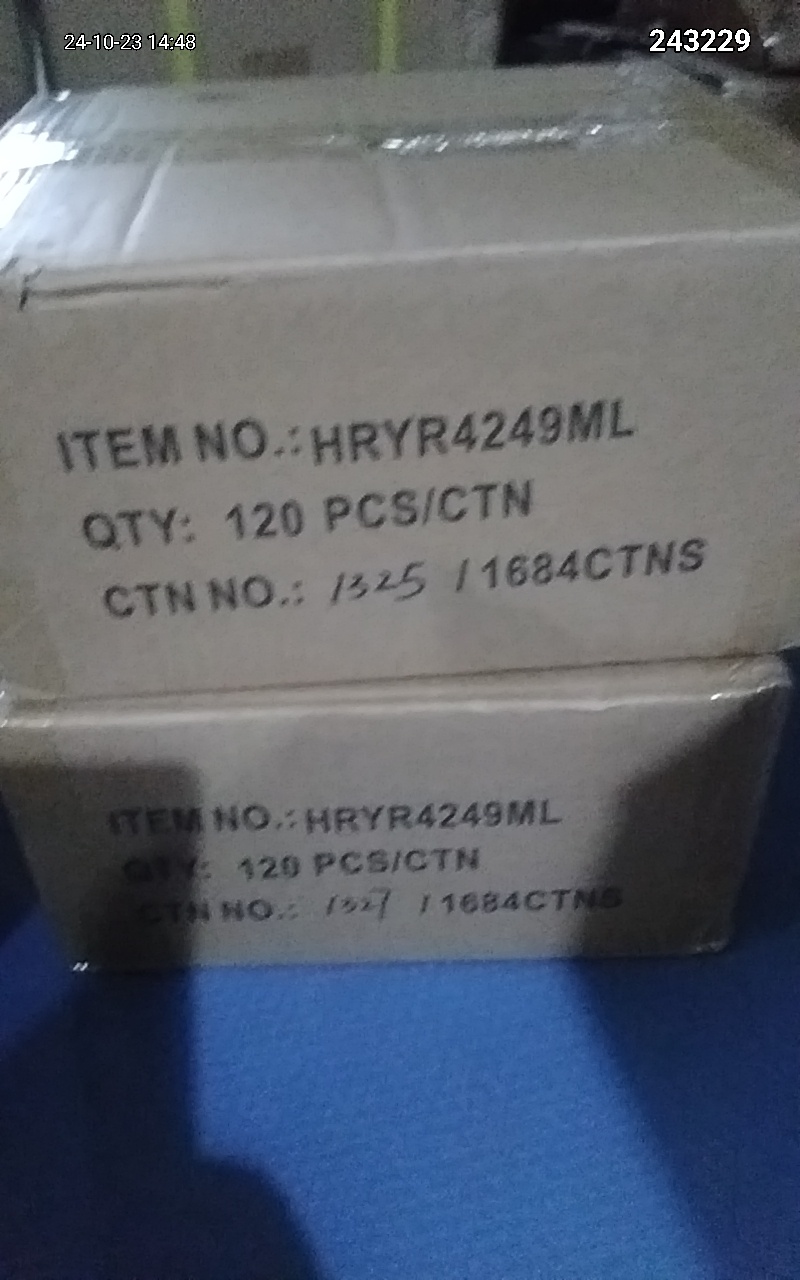 24-10-23 14:48
243229
ITEM NO.: HRYR4249ML
QTY: 120 PCS/CTN
CTN NO.: 1325 / 1684CTNS
ITEM NO.: HRYR4249ML
QTY: 120 PCS/CTN
CTN NO.: 1327 / 1684CTNS